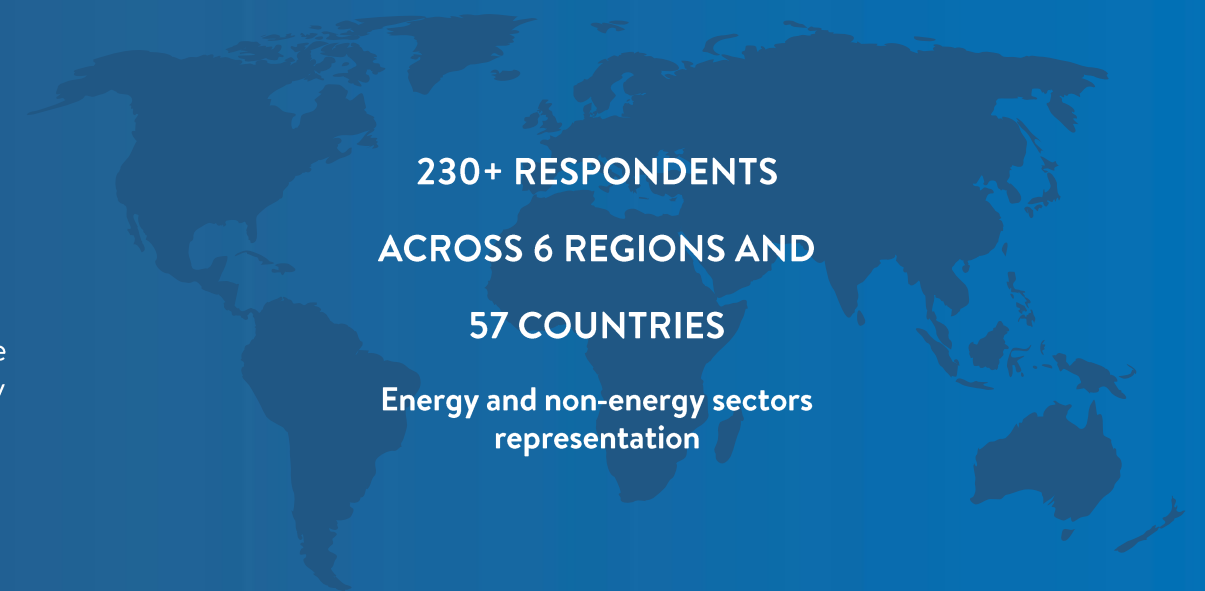 230+ RESPONDENTS
ACROSS 6 REGIONS AND
57 COUNTRIES
Energy and non-energy sectors
representation